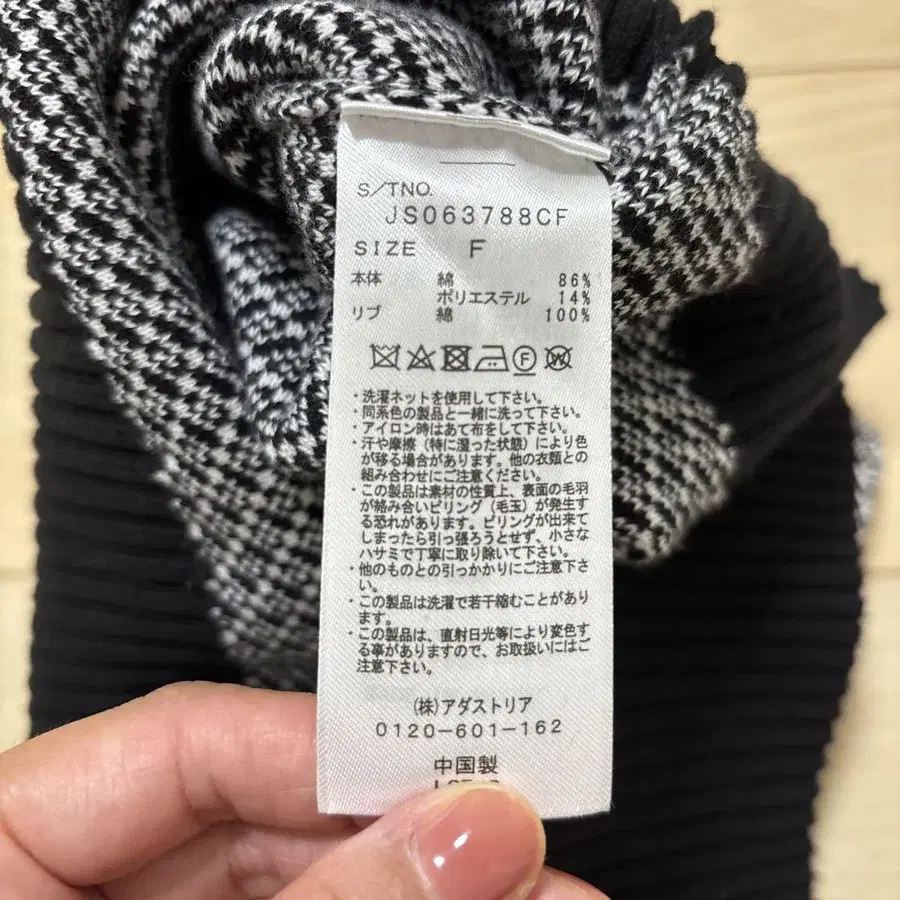 S/TNO.
JS063788CF
SIZE F
本体 綿 86%
ポリエステル 14%
リブ 綿 100%
F W
・洗濯ネットを使用して下さい。
・同系色の製品と一緒に洗って下さい。
・アイロン時はあて布をして下さい。
・汗や摩擦（特に湿った状態）により色
が移る場合があります。他の衣類との
組み合わせにご注意ください。
・この製品は素材の性質上、表面の毛羽
が絡み合いピリング（毛玉）が発生す
る恐れがあります。ピリングが出来て
しまったら引っ張ろうとせず、小さな
ハサミで丁寧に取り除いて下さい。
・他のものとの引っかかりにご注意下さ
い。
・この製品は洗濯で若干縮むことがあり
ます。
・この製品は、直射日光等により変色す
る事がありますので、お取扱いにはご
注意下さい。
(株)アダストリア
0120-601-162
中国製